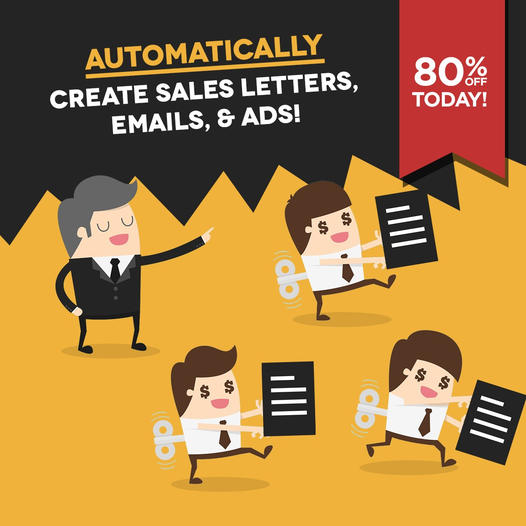 AUTOMATICALLY
CREATE SALES LETTERS,
EMAILS, & ADS!
80% OFF
TODAY!
$ $
$ $
$ $